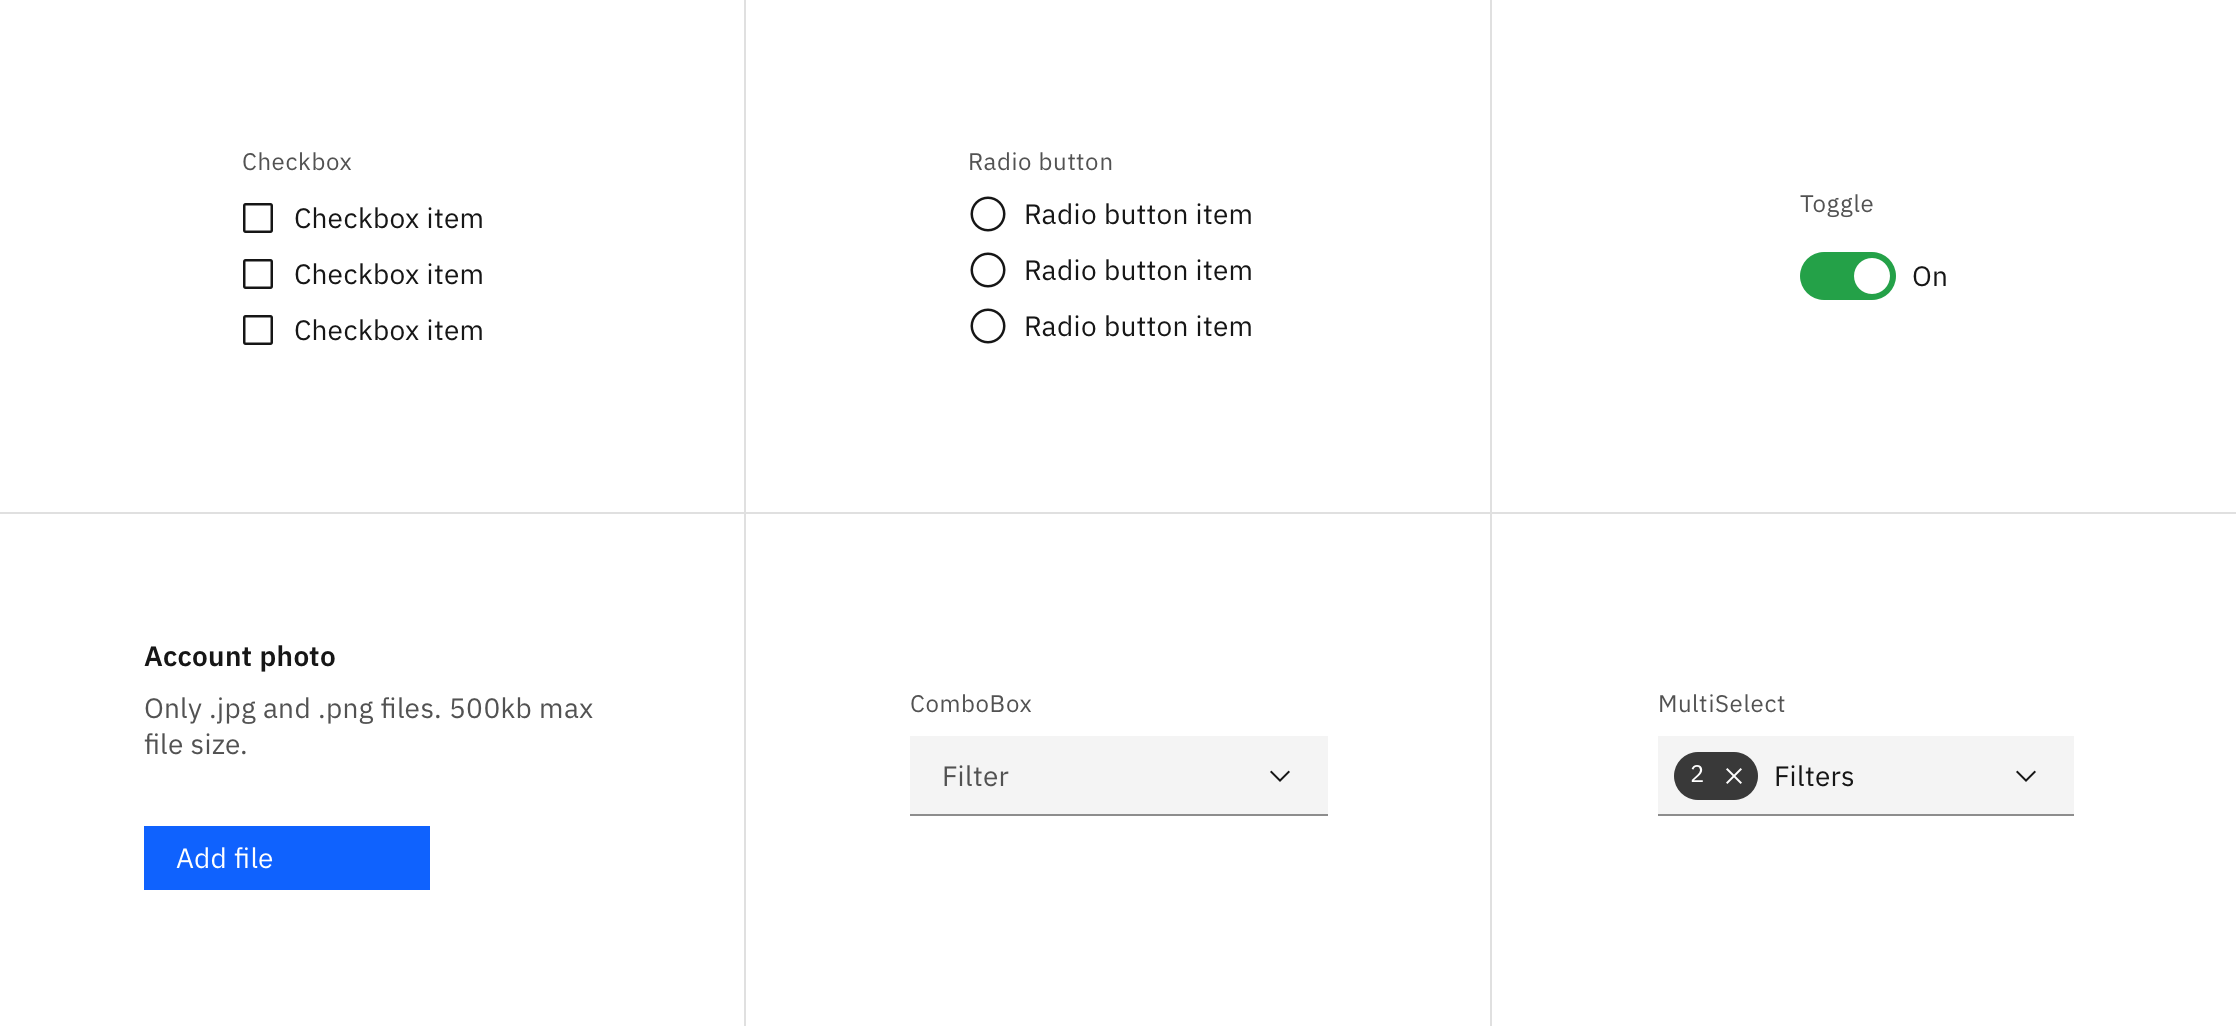 Checkbox
Checkbox item
Checkbox item
Checkbox item
Radio button
Radio button item
Radio button item
Radio button item
Toggle
On
Account photo
Only .jpg and .png files. 500kb max
file size.
Add file
ComboBox
Filter
MultiSelect
2 Filters